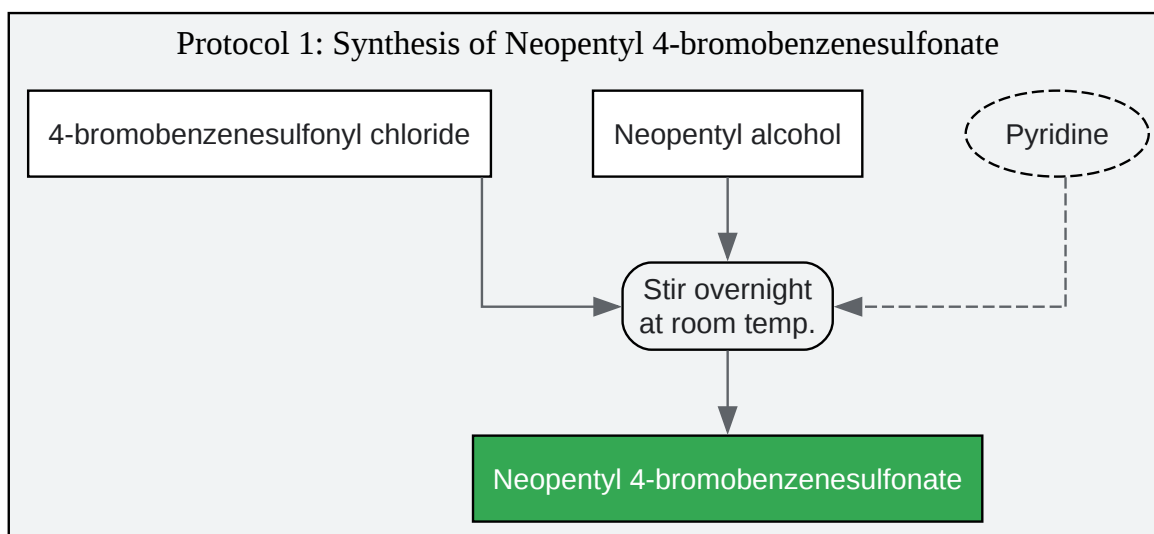 Protocol 1: Synthesis of Neopentyl 4-bromobenzenesulfonate
4-bromobenzenesulfonyl chloride
Neopentyl alcohol
Pyridine
Stir overnight
at room temp.
Neopentyl 4-bromobenzenesulfonate